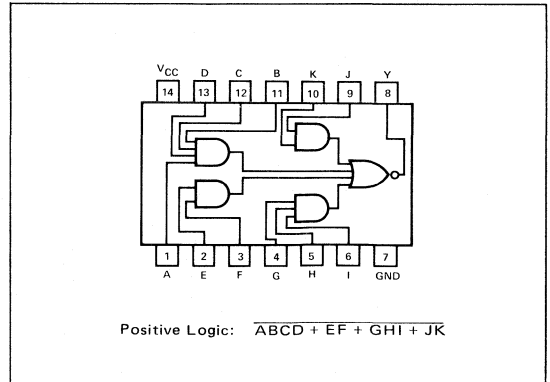 VCC D C B K J Y
14 13 12 11 10 9 8
1 2 3 4 5 6 7
A E F G H I GND
Positive Logic: ABCD + EF + GHI + JK